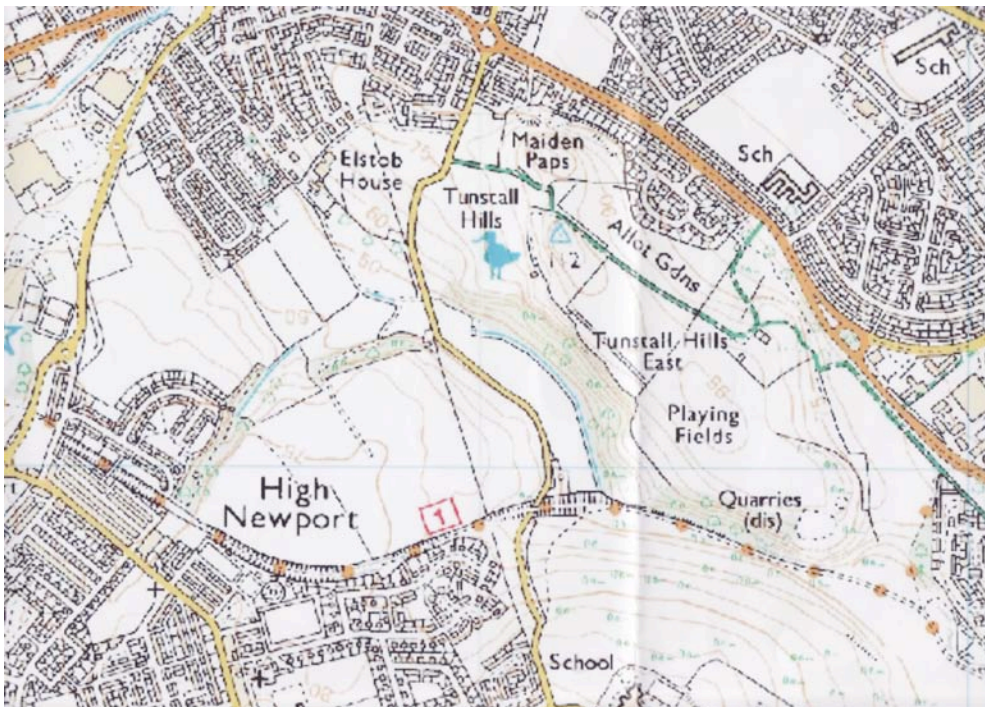 Sch
Maiden
Paps
Elstob
House
Sch
Tunstall
Hills
Allot Gdns
Tunstall Hills
East
Playing
Fields
High
Newport
1
Quarries
(dis)
School